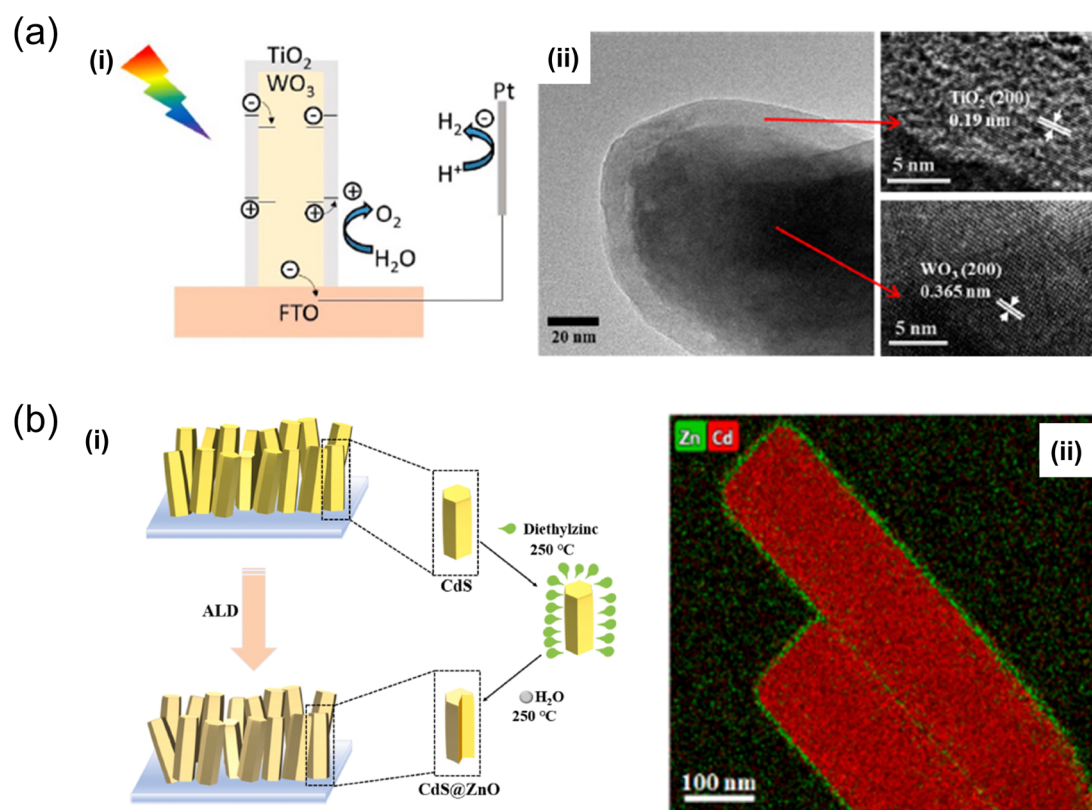 (a)
(i)
TiO₂
WO₃
Pt
H₂
H⁺
O₂
H₂O
FTO
(ii)
20 nm
TiO₂ (200)
0.19 nm
5 nm
WO₃ (200)
0.365 nm
5 nm
(b)
(i)
Diethylzinc
250 °C
CdS
ALD
H₂O
250 °C
CdS@ZnO
Zn Cd
(ii)
100 nm